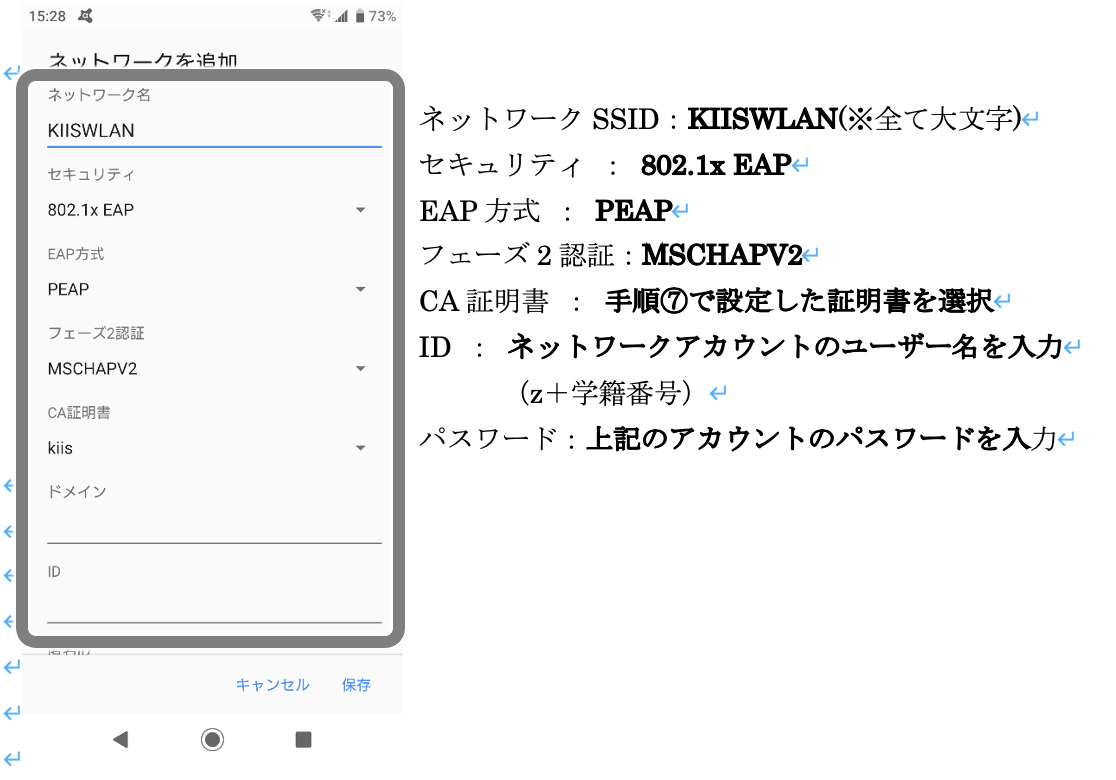 15:28
73%
ネットワークを追加
ネットワーク名
KIISWLAN
セキュリティ
802.1x EAP
EAP方式
PEAP
フェーズ2認証
MSCHAPV2
CA証明書
kiis
ドメイン
ID
匿名ID
キャンセル 保存
ネットワーク SSID：KIISWLAN(※全て大文字)
セキュリティ ： 802.1x EAP
EAP 方式 ： PEAP
フェーズ 2 認証：MSCHAPV2
CA 証明書 ： 手順⑦で設定した証明書を選択
ID ： ネットワークアカウントのユーザー名を入力
（z＋学籍番号）
パスワード：上記のアカウントのパスワードを入力